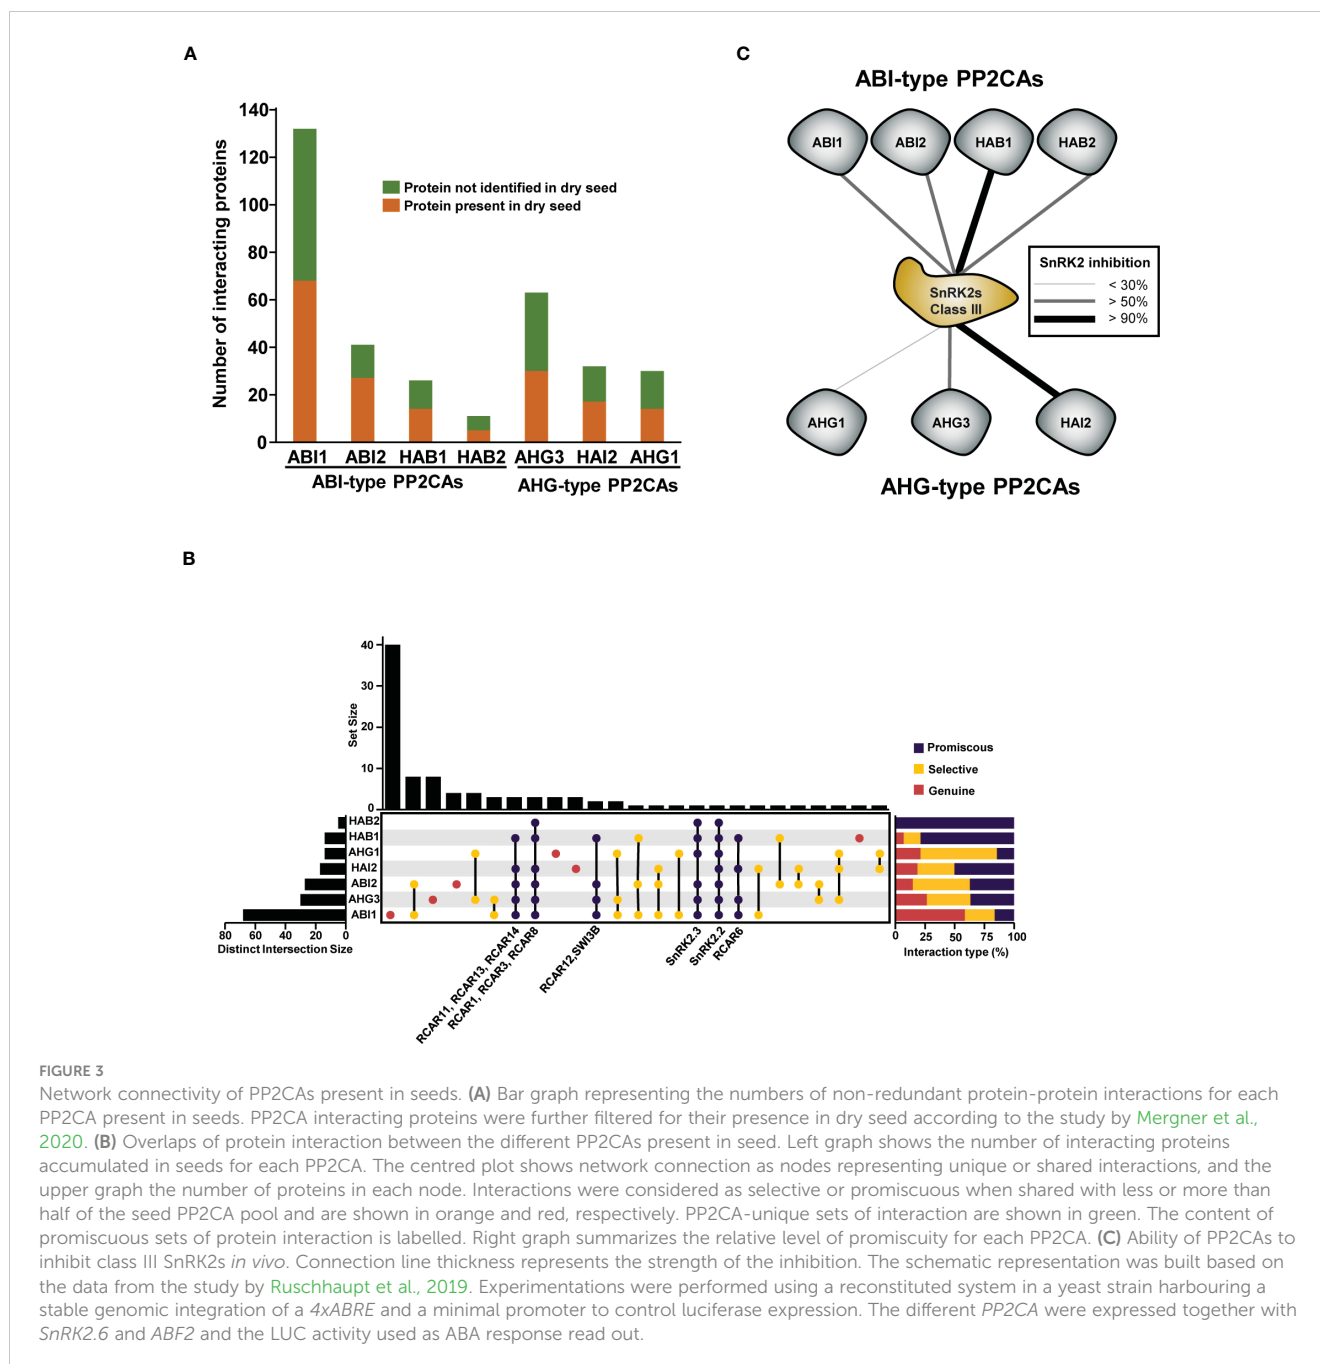 A
140
120
100
80
60
40
20
0
Number of interacting proteins
Protein not identified in dry seed
Protein present in dry seed
ABI1 ABI2 HAB1 HAB2 AHG3 HAI2 AHG1
ABI-type PP2CAs
AHG-type PP2CAs
C
ABI-type PP2CAs
ABI1
ABI2
HAB1
HAB2
SnRK2s
Class III
SnRK2 inhibition
< 30%
> 50%
> 90%
AHG1
AHG3
HAI2
AHG-type PP2CAs
B
40
30
20
10
0
Set Size
Promiscous
Selective
Genuine
HAB2
HAB1
AHG1
HAI2
ABI2
AHG3
ABI1
80 60 40 20 0
Distinct Intersection Size
RCAR11, RCAR13, RCAR14
RCAR1, RCAR3, RCAR8
RCAR12,SWI3B
SnRK2.3
SnRK2.2
RCAR6
0 25 50 75 100
Interaction type (%)
FIGURE 3
Network connectivity of PP2CAs present in seeds. (A) Bar graph representing the numbers of non-redundant protein-protein interactions for each
PP2CA present in seeds. PP2CA interacting proteins were further filtered for their presence in dry seed according to the study by Mergner et al.,
2020. (B) Overlaps of protein interaction between the different PP2CAs present in seed. Left graph shows the number of interacting proteins
accumulated in seeds for each PP2CA. The centred plot shows network connection as nodes representing unique or shared interactions, and the
upper graph the number of proteins in each node. Interactions were considered as selective or promiscuous when shared with less or more than
half of the seed PP2CA pool and are shown in orange and red, respectively. PP2CA-unique sets of interaction are shown in green. The content of
promiscuous sets of protein interaction is labelled. Right graph summarizes the relative level of promiscuity for each PP2CA. (C) Ability of PP2CAs to
inhibit class III SnRK2s in vivo. Connection line thickness represents the strength of the inhibition. The schematic representation was built based on
the data from the study by Ruschhaupt et al., 2019. Experimentations were performed using a reconstituted system in a yeast strain harbouring a
stable genomic integration of a 4xABRE and a minimal promoter to control luciferase expression. The different PP2CA were expressed together with
SnRK2.6 and ABF2 and the LUC activity used as ABA response read out.